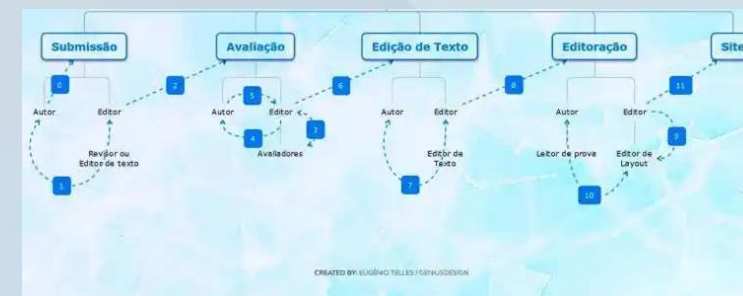 Submissão
Avaliação
Edição de Texto
Editoração
Site
0
2
5
6
8
11
Autor
Editor
Autor
Editor
Autor
Editor
Autor
Editor
4
3
9
Revisor ou
Editor de texto
Avaliadores
Editor de
Texto
Leitor de prova
Editor de
Layout
1
7
10
CREATED BY: EUGÊNIO TELLES / GENIUSDESIGN